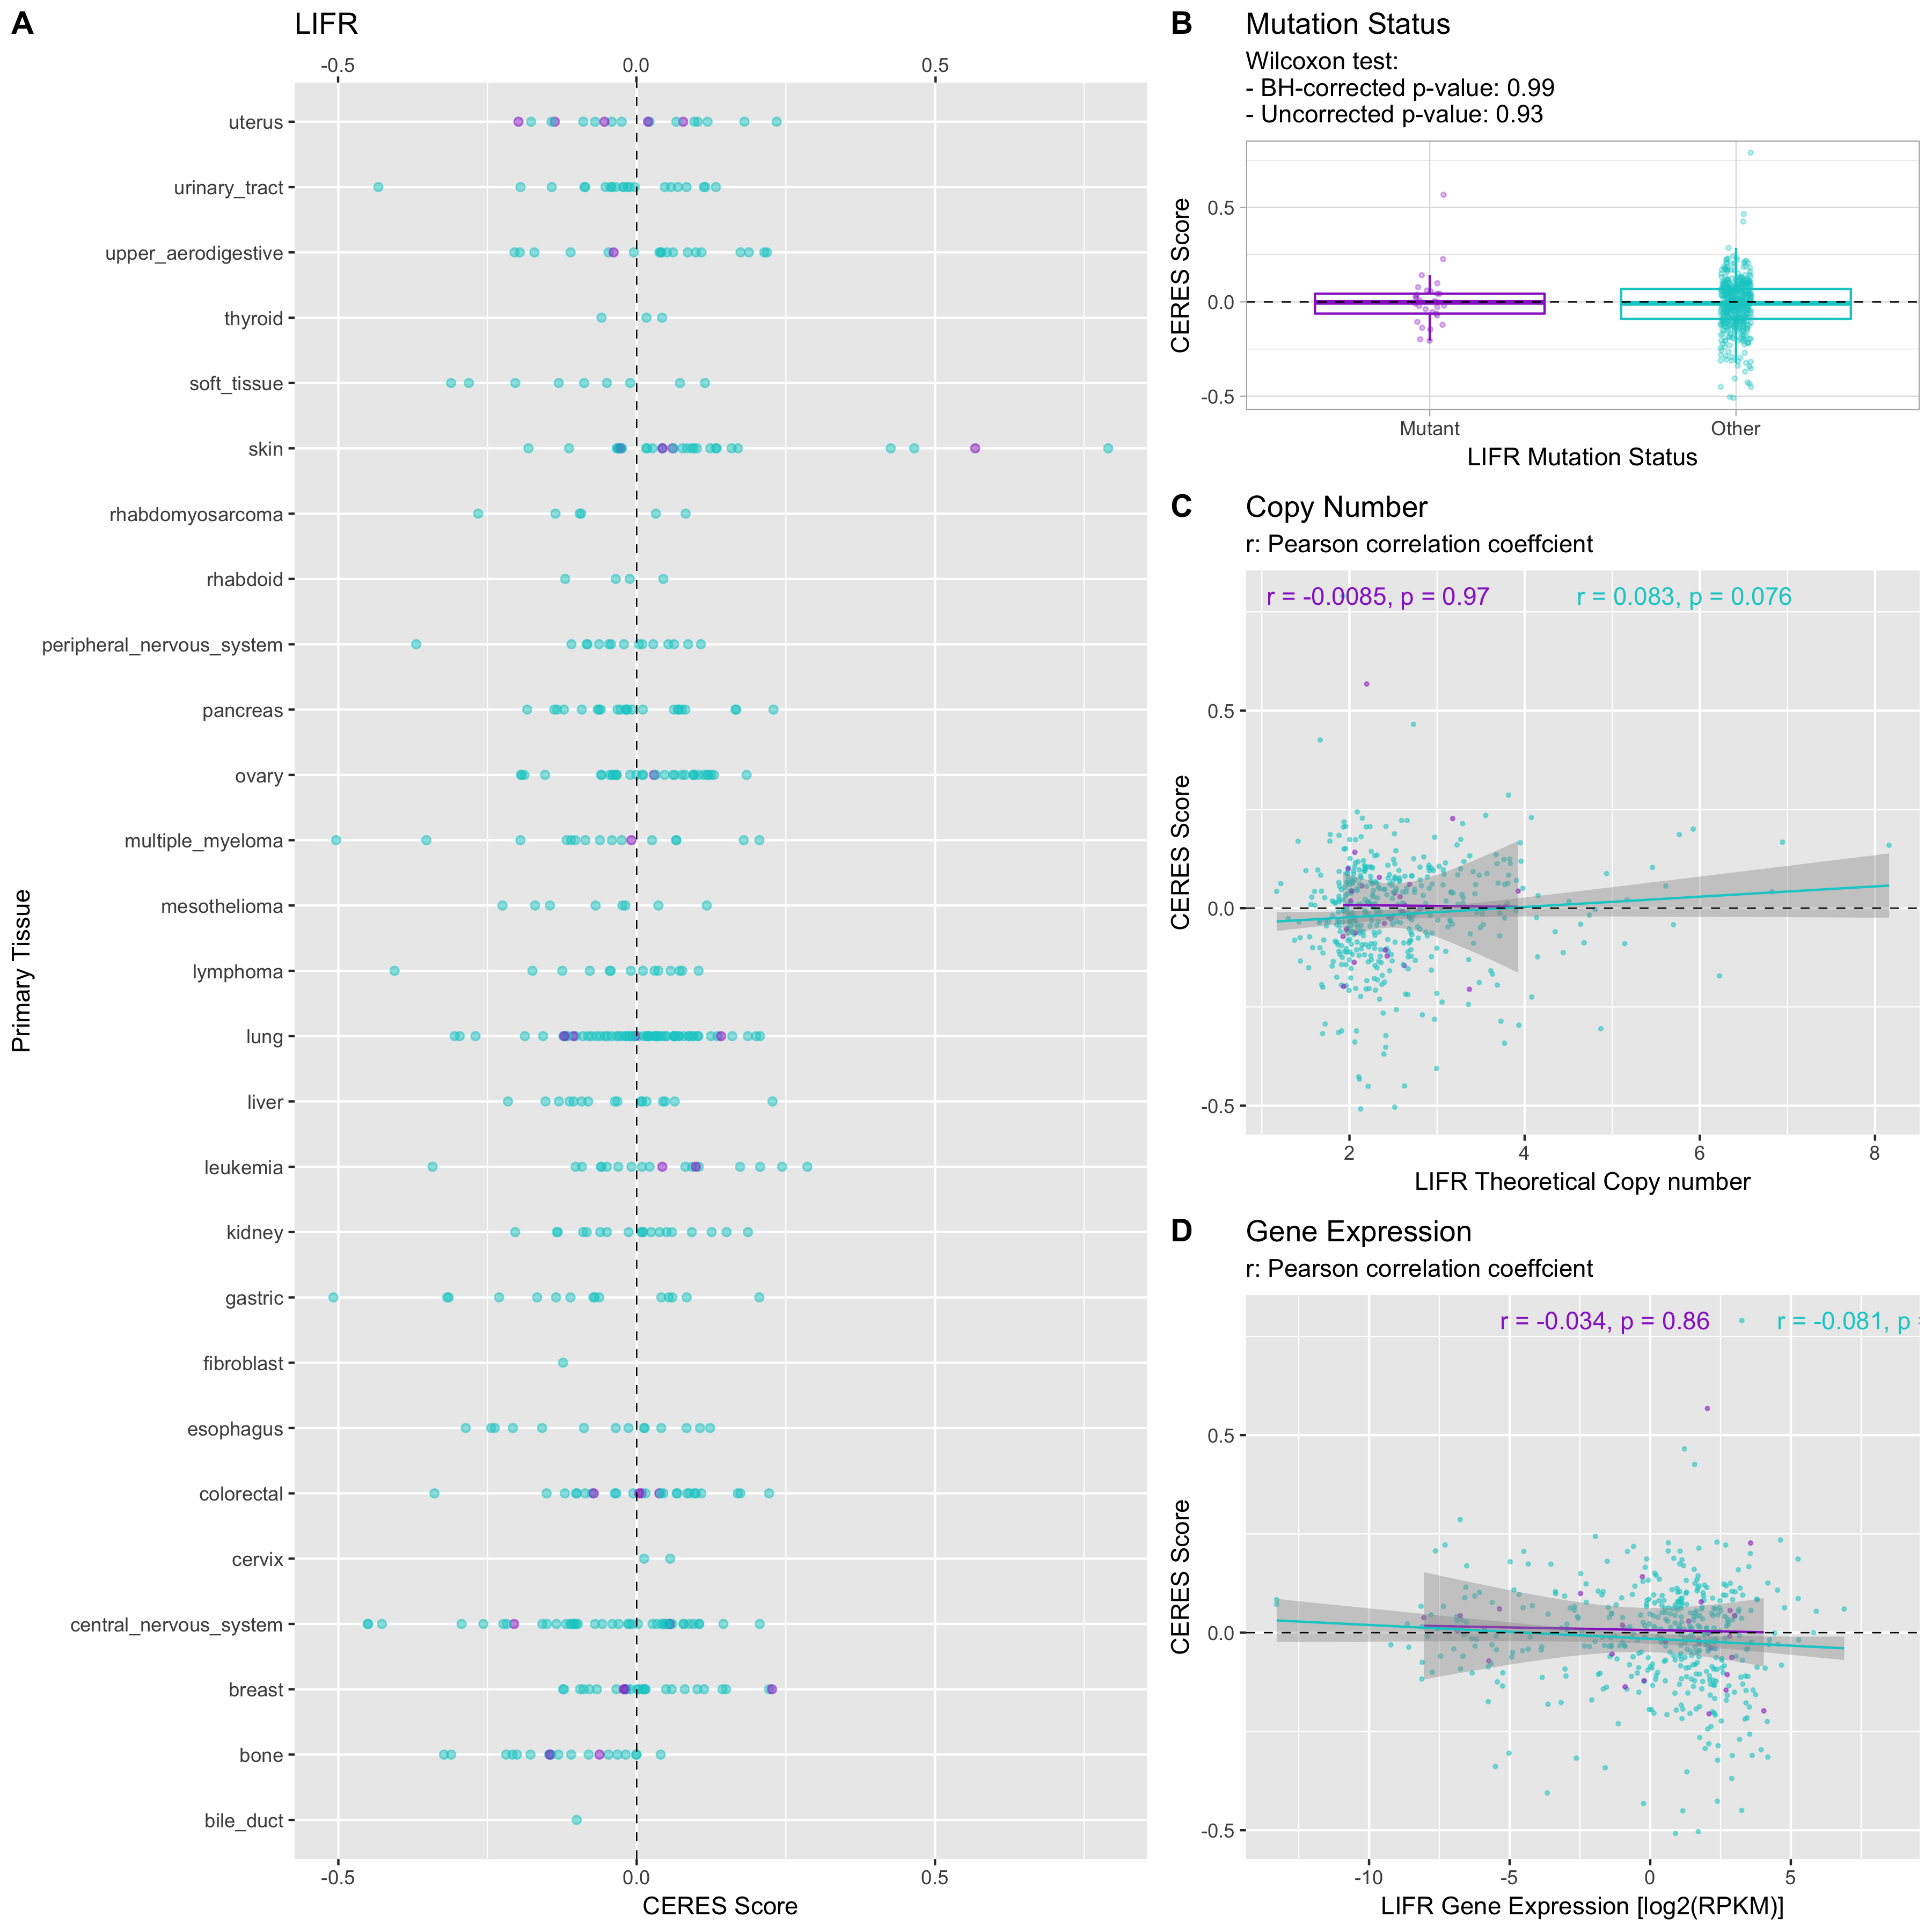 A
LIFR
-0.5 0.0 0.5
uterus
urinary_tract
upper_aerodigestive
thyroid
soft_tissue
skin
rhabdomyosarcoma
rhabdoid
peripheral_nervous_system
pancreas
ovary
multiple_myeloma
mesothelioma
lymphoma
lung
liver
leukemia
kidney
gastric
fibroblast
esophagus
colorectal
cervix
central_nervous_system
breast
bone
bile_duct
Primary Tissue
-0.5 0.0 0.5
CERES Score
B
Mutation Status
Wilcoxon test:
- BH-corrected p-value: 0.99
- Uncorrected p-value: 0.93
CERES Score
0.5
0.0
-0.5
Mutant Other
LIFR Mutation Status
C
Copy Number
r: Pearson correlation coeffcient
r = -0.0085, p = 0.97 r = 0.083, p = 0.076
CERES Score
0.5
0.0
-0.5
2 4 6 8
LIFR Theoretical Copy number
D
Gene Expression
r: Pearson correlation coeffcient
r = -0.034, p = 0.86 r = -0.081, p
CERES Score
0.5
0.0
-0.5
-10 -5 0 5
LIFR Gene Expression [log2(RPKM)]